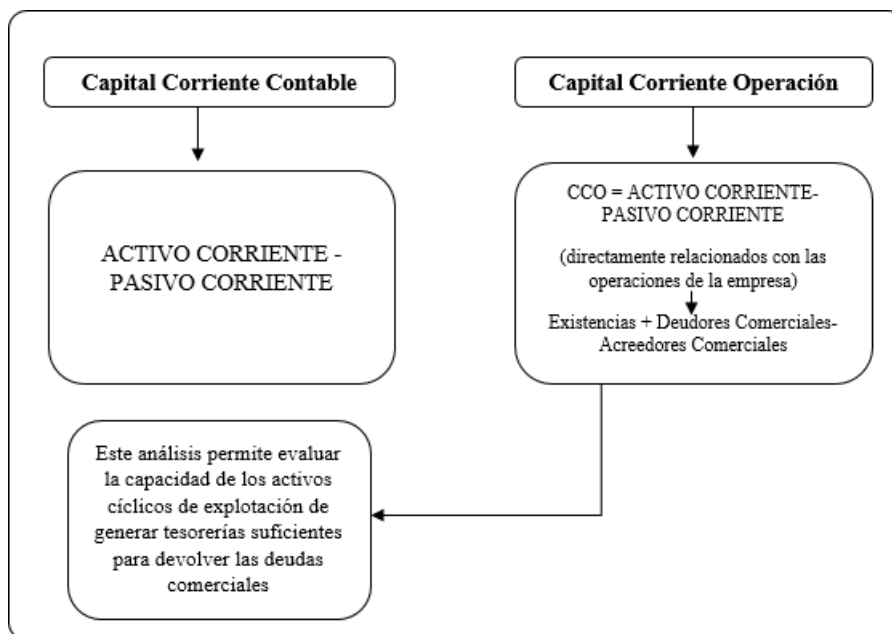 Capital Corriente Contable
ACTIVO CORRIENTE -
PASIVO CORRIENTE
Capital Corriente Operación
CCO = ACTIVO CORRIENTE-
PASIVO CORRIENTE
(directamente relacionados con las
operaciones de la empresa)
Existencias + Deudores Comerciales-
Acreedores Comerciales
Este análisis permite evaluar
la capacidad de los activos
cíclicos de explotación de
generar tesorerías suficientes
para devolver las deudas
comerciales